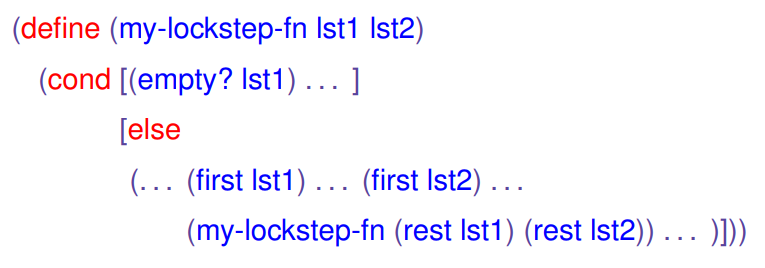 (define (my-lockstep-fn lst1 lst2)
(cond [(empty? lst1) ... ]
[else
(... (first lst1) ... (first lst2) ...
(my-lockstep-fn (rest lst1) (rest lst2)) ... )]))